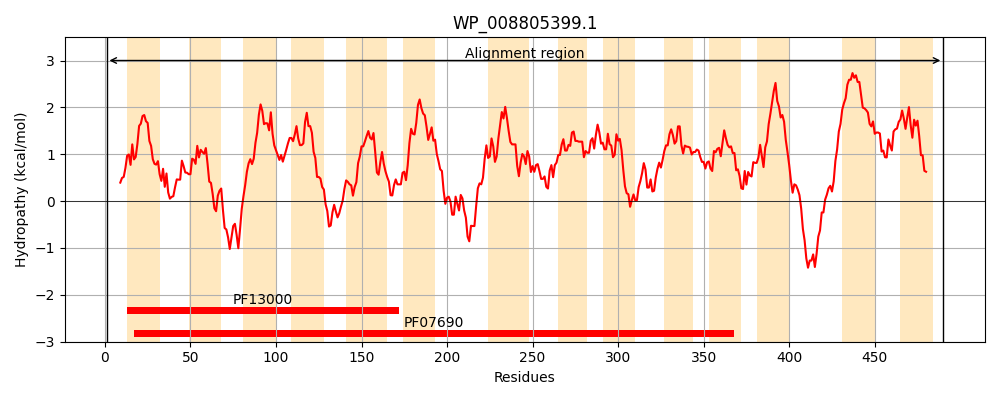 WP_008805399.1
Alignment region
Hydropathy (kcal/mol)
3
2
1
0
−1
−2
−3
PF13000
PF07690
0 50 100 150 200 250 300 350 400 450
Residues